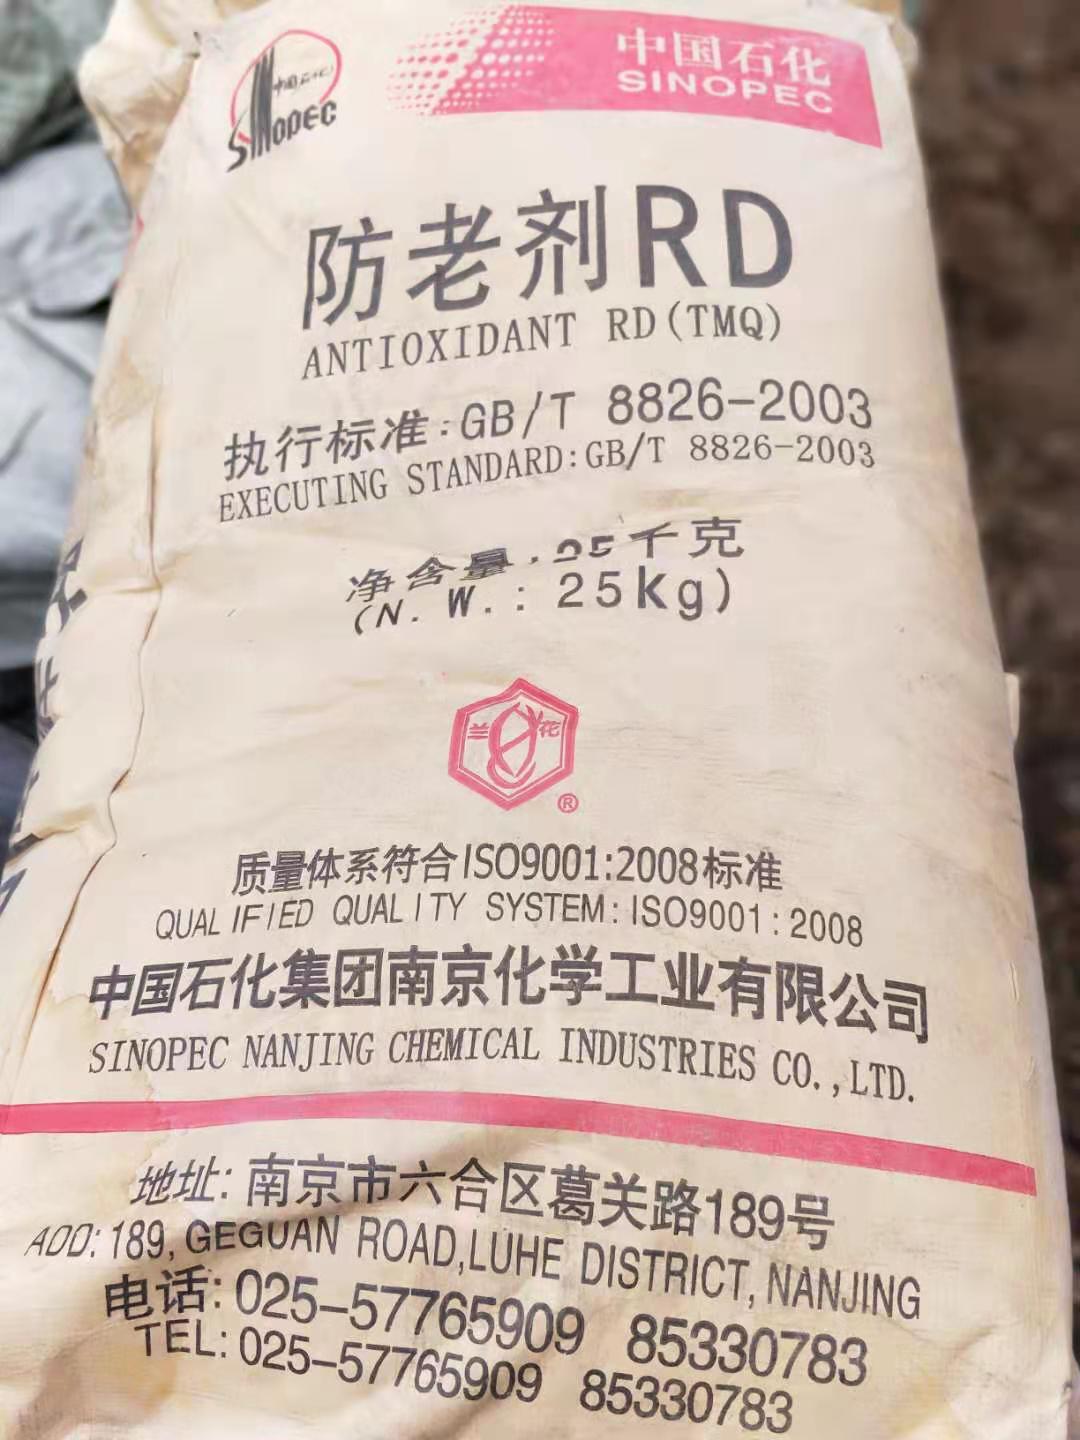 中国石化
SINOPEC
中国石化
SINOPEC
防老剂RD
ANTIOXIDANT RD(TMQ)
执行标准:GB/T 8826-2003
EXECUTING STANDARD:GB/T 8826-2003
净含量:25千克
(N.W.: 25Kg)
兰花
®
质量体系符合ISO9001:2008标准
QUALIFIED QUALITY SYSTEM:ISO9001:2008
中国石化集团南京化学工业有限公司
SINOPEC NANJING CHEMICAL INDUSTRIES CO.,LTD.
地址:南京市六合区葛关路189号
ADD:189,GEGUAN ROAD,LUHE DISTRICT,NANJING
电话:025-57765909 85330783
TEL:025-57765909 85330783